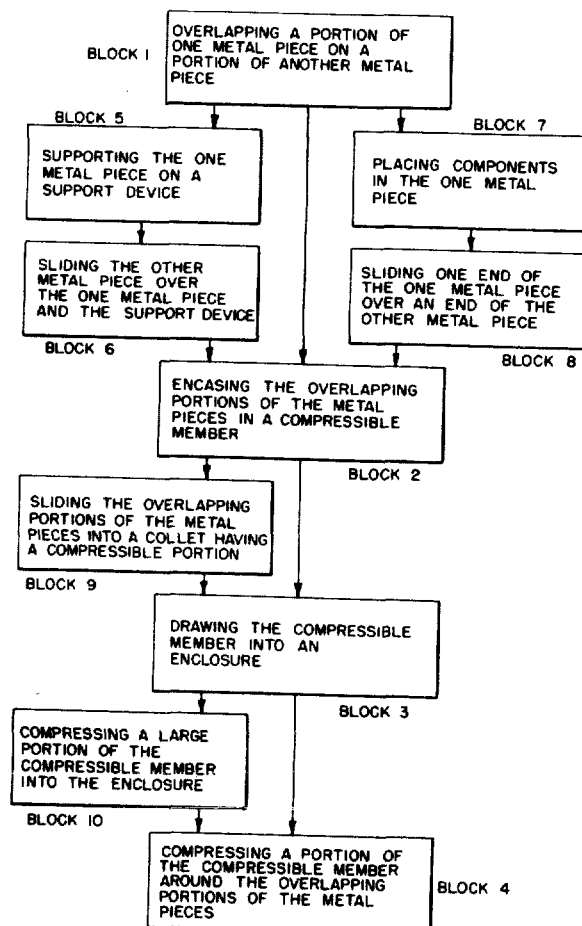 OVERLAPPING A PORTION OF
ONE METAL PIECE ON A
PORTION OF ANOTHER METAL
PIECE
BLOCK 1
BLOCK 5
SUPPORTING THE ONE
METAL PIECE ON A
SUPPORT DEVICE
BLOCK 7
PLACING COMPONENTS
IN THE ONE METAL
PIECE
SLIDING THE OTHER
METAL PIECE OVER
THE ONE METAL PIECE
AND THE SUPPORT DEVICE
BLOCK 6
SLIDING ONE END OF
THE ONE METAL PIECE
OVER AN END OF THE
OTHER METAL PIECE
BLOCK 8
ENCASING THE OVERLAPPING
PORTIONS OF THE METAL
PIECES IN A COMPRESSIBLE
MEMBER
BLOCK 2
SLIDING THE OVERLAPPING
PORTIONS OF THE METAL
PIECES INTO A COLLET HAVING
A COMPRESSIBLE PORTION
BLOCK 9
DRAWING THE COMPRESSIBLE
MEMBER INTO AN
ENCLOSURE
BLOCK 3
COMPRESSING A LARGE
PORTION OF THE
COMPRESSIBLE MEMBER
INTO THE ENCLOSURE
BLOCK 10
COMPRESSING A PORTION OF
THE COMPRESSIBLE MEMBER
AROUND THE OVERLAPPING
PORTIONS OF THE METAL
PIECES
BLOCK 4